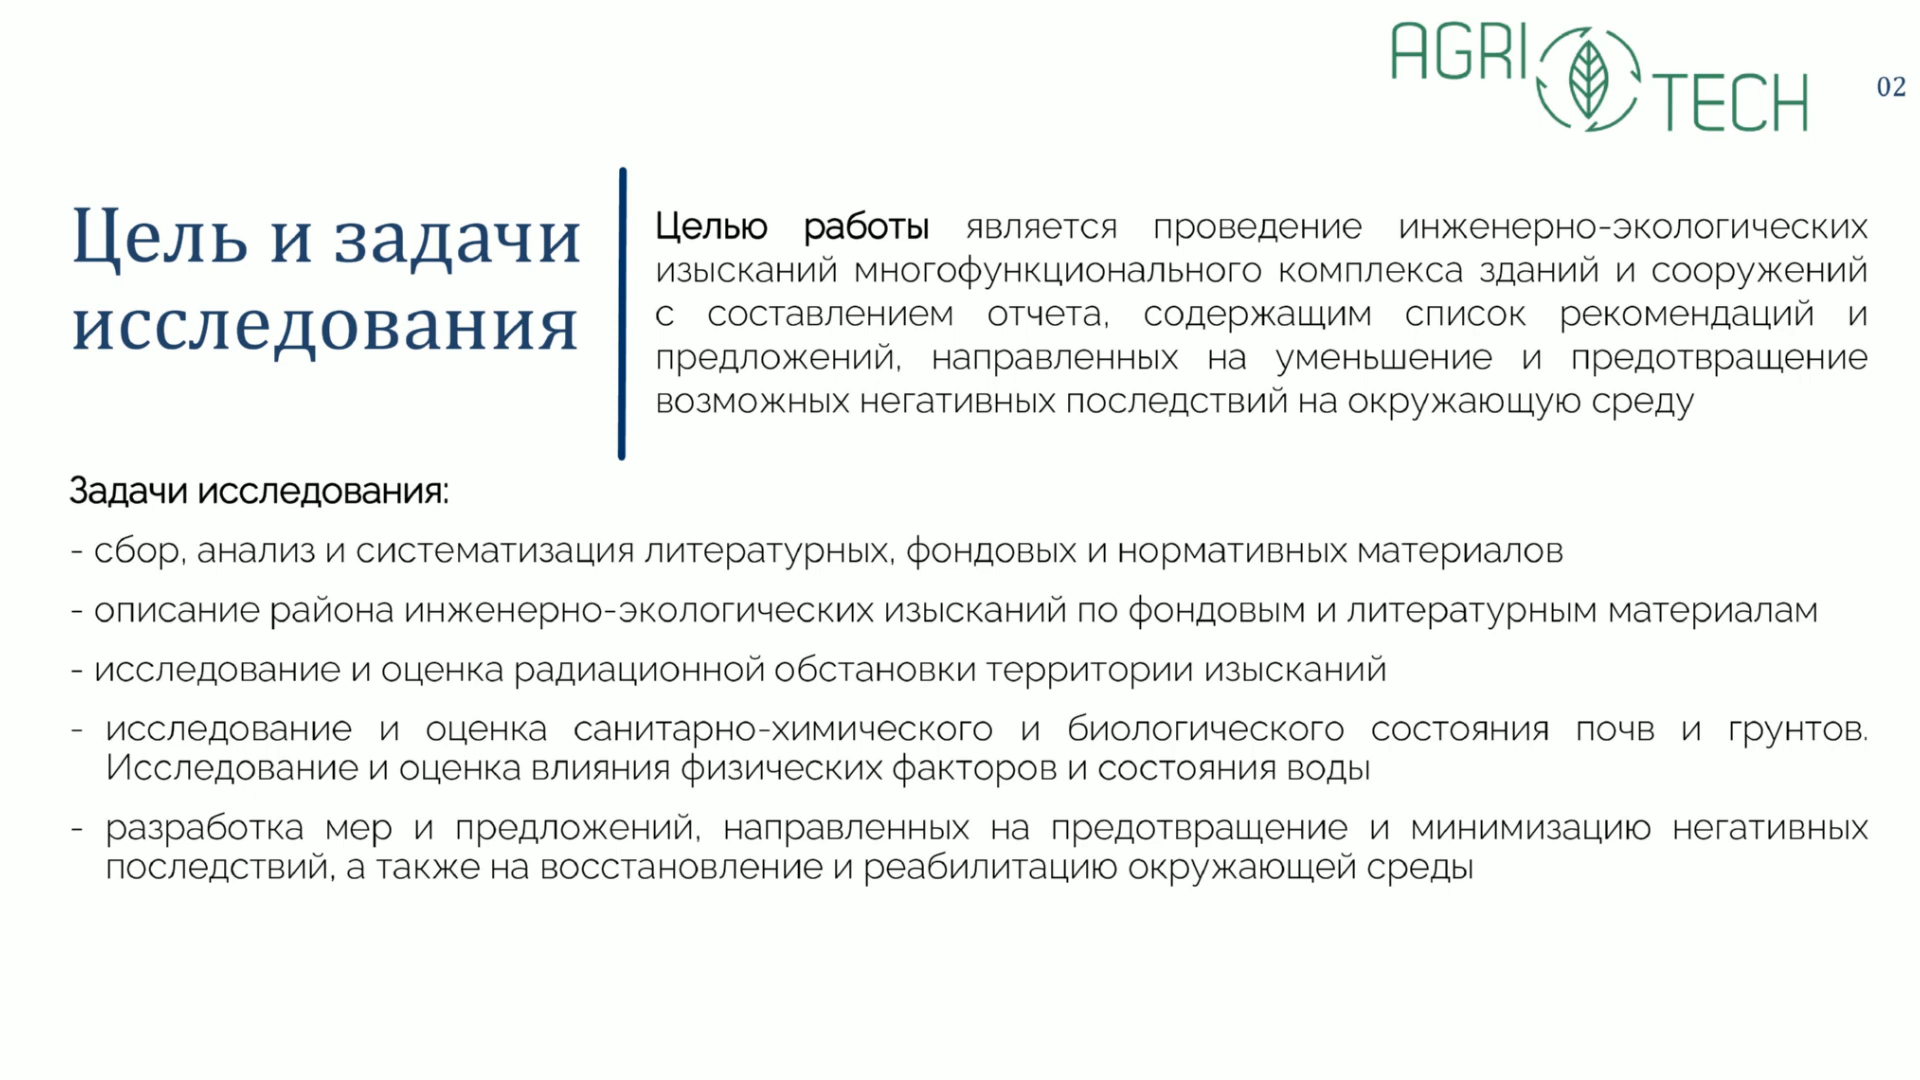 AGRI TECH
02
Цель и задачи
исследования
Целью работы является проведение инженерно-экологических
изысканий многофункционального комплекса зданий и сооружений
с составлением отчета, содержащим список рекомендаций и
предложений, направленных на уменьшение и предотвращение
возможных негативных последствий на окружающую среду
Задачи исследования:
- сбор, анализ и систематизация литературных, фондовых и нормативных материалов
- описание района инженерно-экологических изысканий по фондовым и литературным материалам
- исследование и оценка радиационной обстановки территории изысканий
- исследование и оценка санитарно-химического и биологического состояния почв и грунтов.
Исследование и оценка влияния физических факторов и состояния воды
- разработка мер и предложений, направленных на предотвращение и минимизацию негативных
последствий, а также на восстановление и реабилитацию окружающей среды